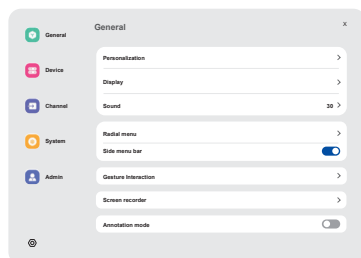 General
X
General
Personalization
Device
Display
Channel
Sound 30
Radial menu
System
Side menu bar
Admin
Gesture Interaction
Screen recorder
Annotation mode